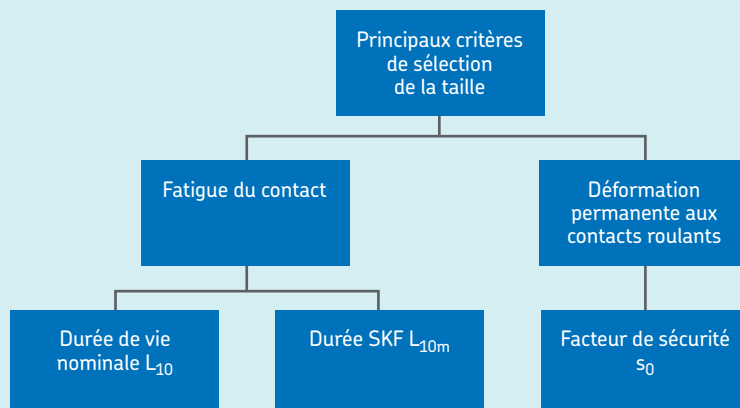 Principaux critères
de sélection
de la taille
Fatigue du contact
Déformation
permanente aux
contacts roulants
Durée de vie
nominale L10
Durée SKF L10m
Facteur de sécurité
s0